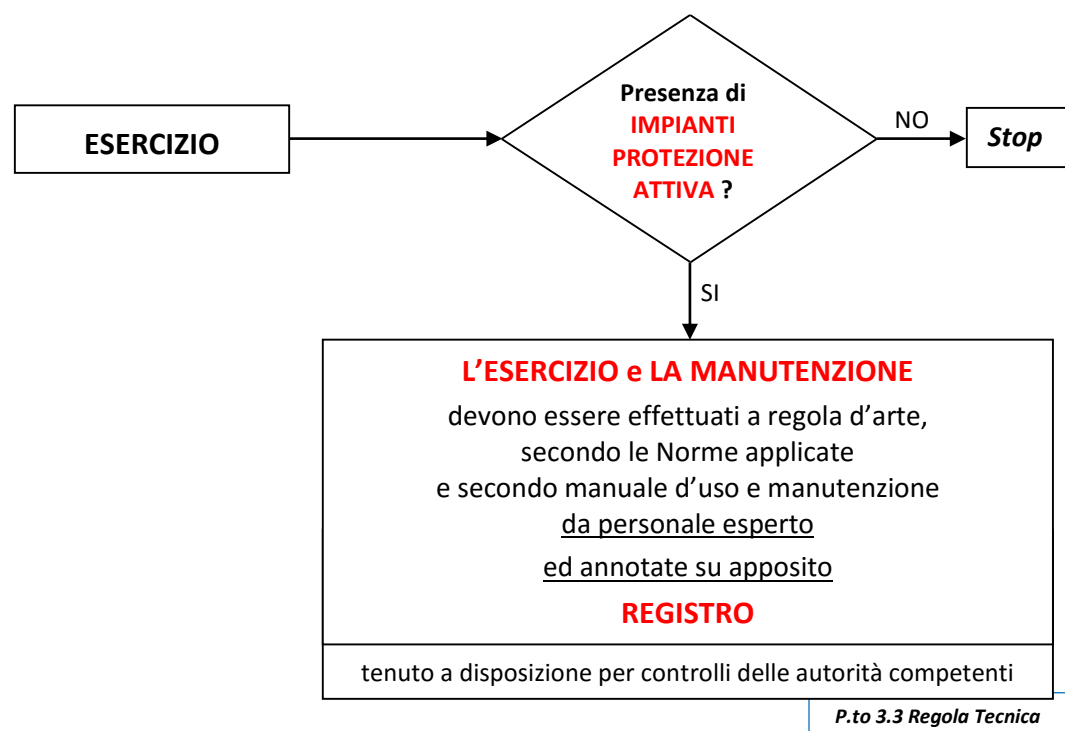 ESERCIZIO
Presenza di
IMPIANTI
PROTEZIONE
ATTIVA ?
NO
Stop
SI
L’ESERCIZIO e LA MANUTENZIONE
devono essere effettuati a regola d’arte,
secondo le Norme applicate
e secondo manuale d’uso e manutenzione
da personale esperto
ed annotate su apposito
REGISTRO
tenuto a disposizione per controlli delle autorità competenti
P.to 3.3 Regola Tecnica